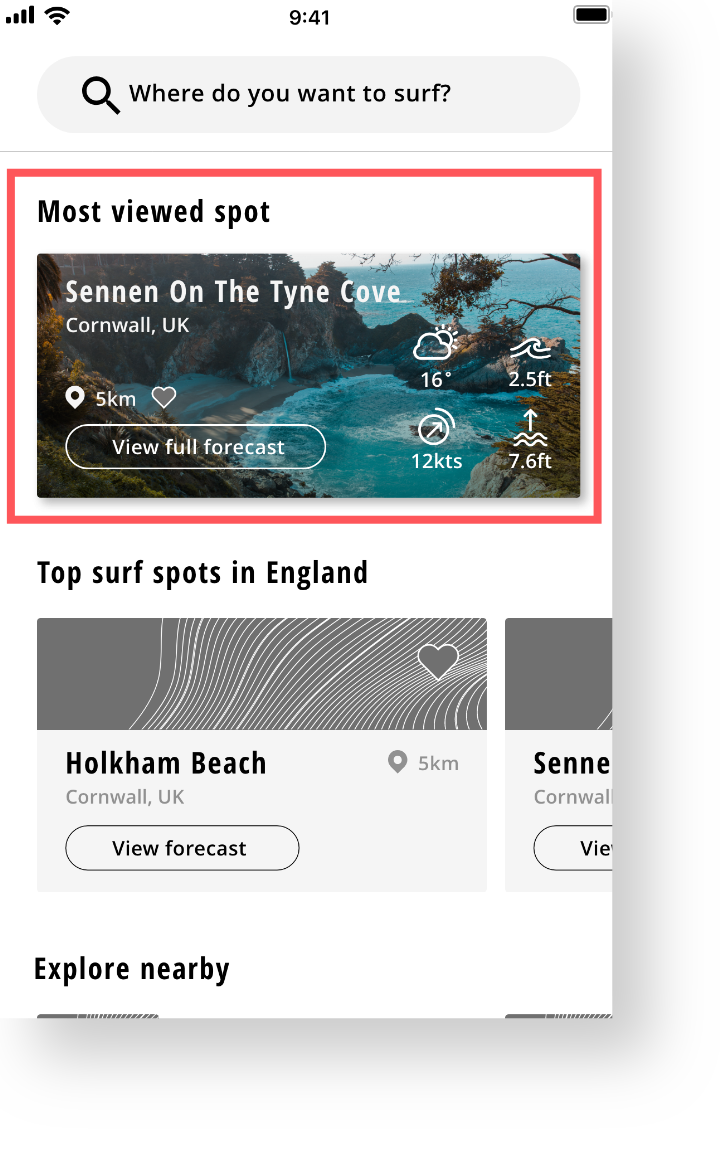 9:41
Where do you want to surf?
Most viewed spot
Sennen On The Tyne Cove
Cornwall, UK
16°
2.5ft
5km
View full forecast
12kts
7.6ft
Top surf spots in England
Holkham Beach
5km
Cornwall, UK
View forecast
Senne
Cornwal
Vie
Explore nearby